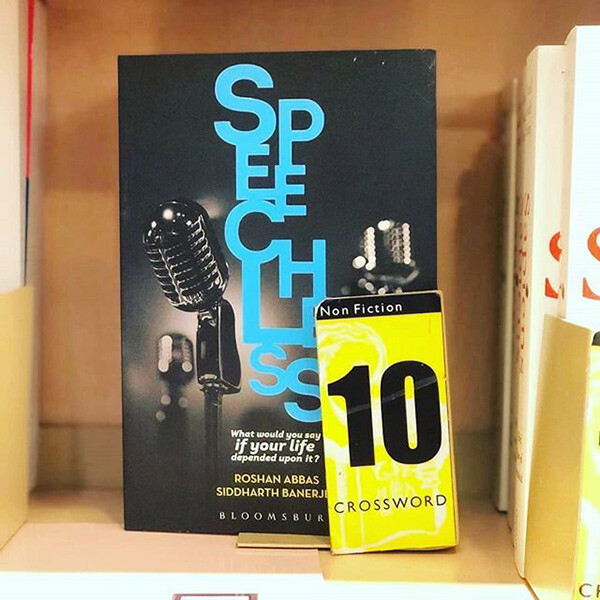 SPEECHLESS
What would you say
if your life
depended upon it?
ROSHAN ABBAS
SIDDHARTH BANERJE
BLOOMSBUR
Non Fiction
10
CROSSWORD